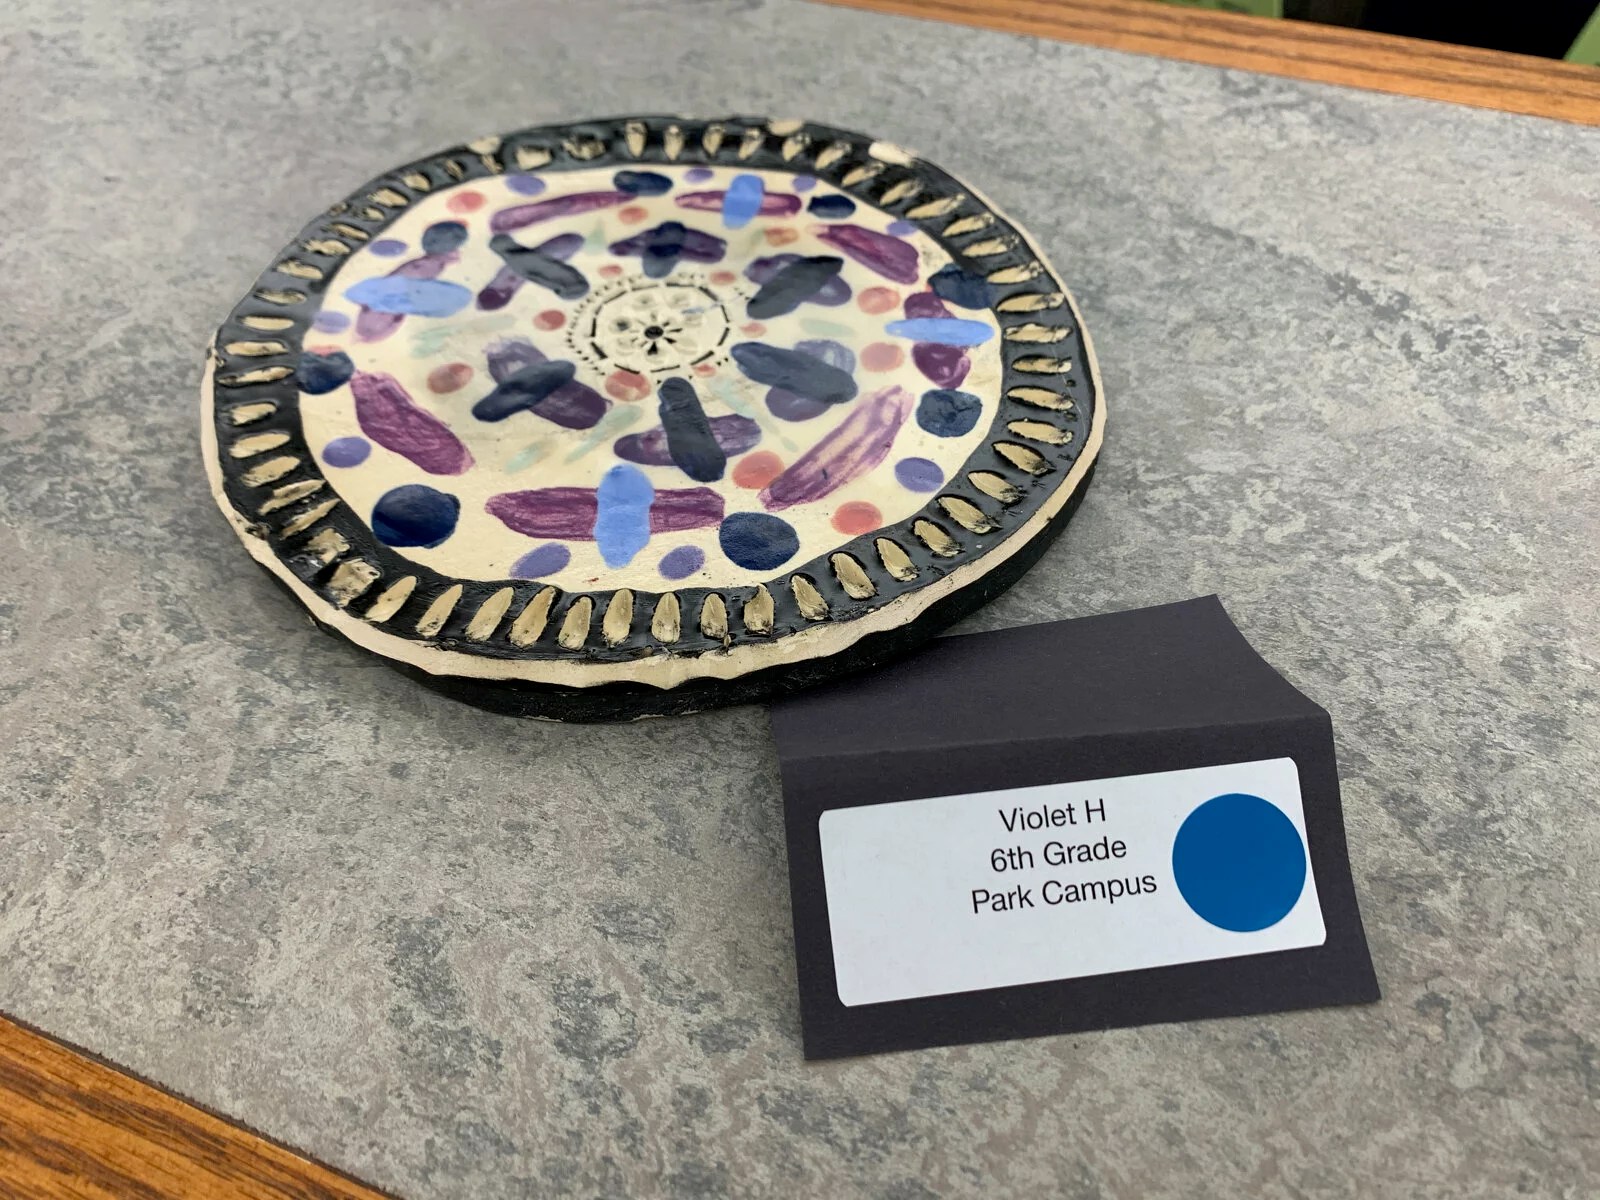 Violet H
6th Grade
Park Campus